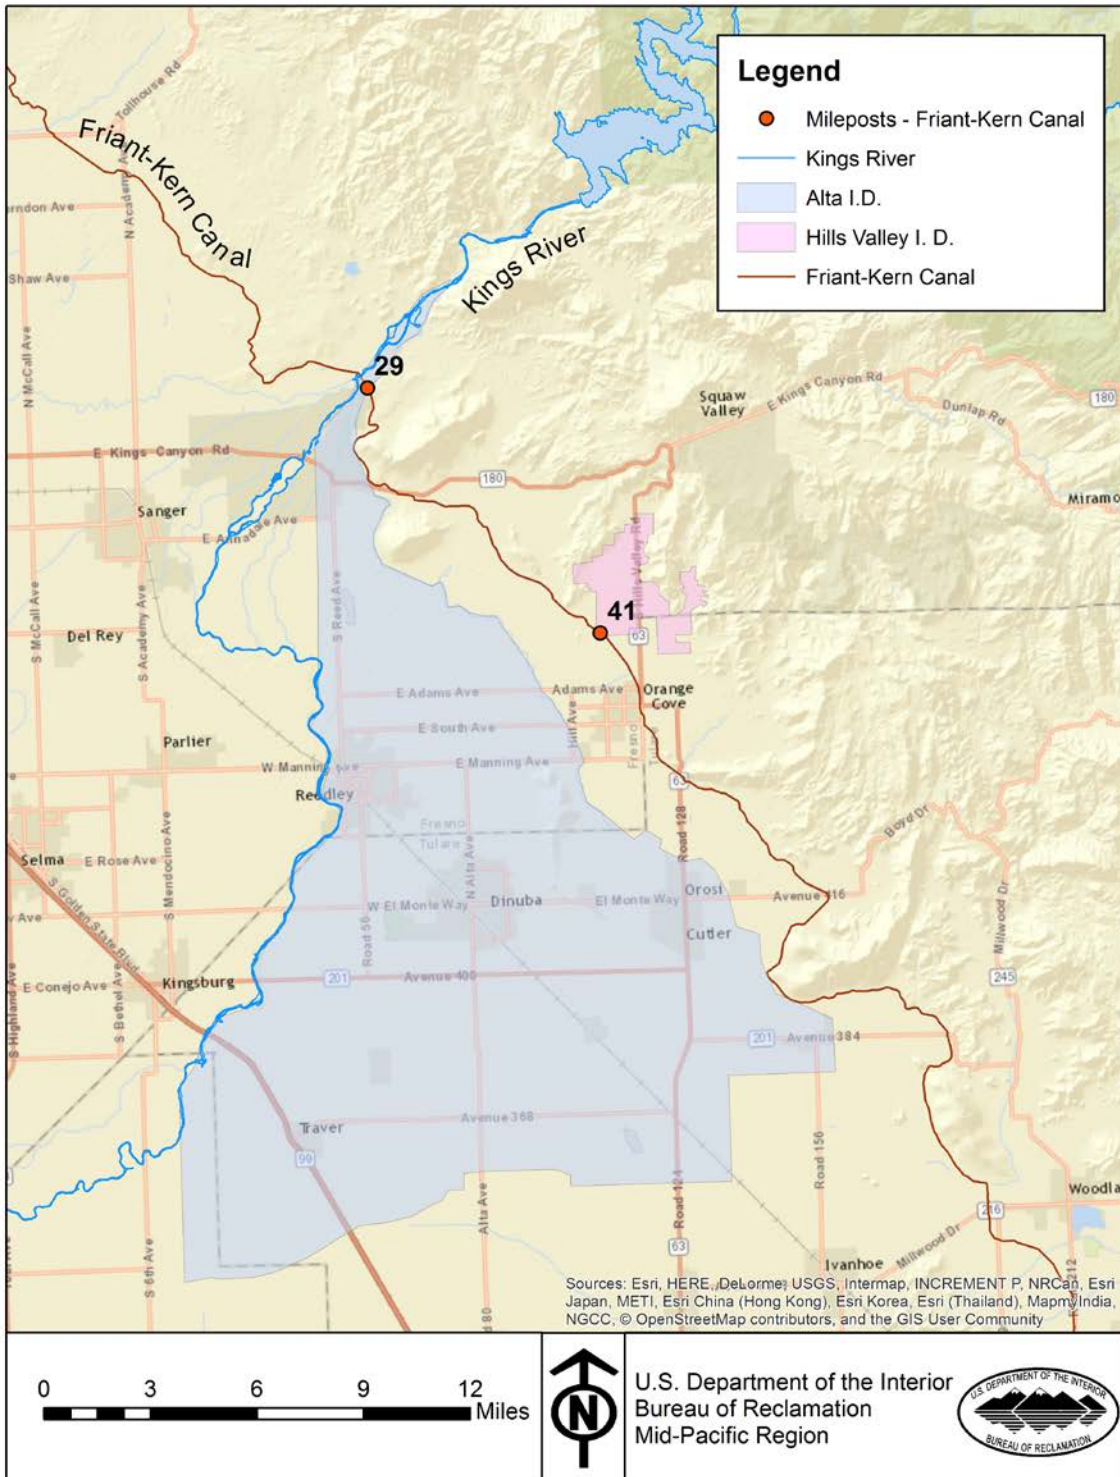 Legend
Mileposts - Friant-Kern Canal
Kings River
Alta I.D.
Hills Valley I. D.
Friant-Kern Canal
Tollhouse Rd
Friant-Kern Canal
N Academy
Ave
Shaw Ave
N McCall Ave
Kings River
29
Squaw
Valley
E Kings Canyon Rd
180
Dunlap Rd
E Kings Canyon Rd
180
Sanger
E Annadale Ave
S Reed Ave
Hills Valley Rd
41
63
S McCall Ave
Del Rey
S Academy Ave
E Adams Ave
Adams Ave
Orange
Cove
E South Ave
Hill Ave
Fresno
Tulare
Parlier
W Manning Ave
E Manning Ave
63
Reedley
Road 128
Boyd Dr
Fresno
Tulare
Selma
E Rose Ave
S Mendocino Ave
N Alta Ave
S Golden State Blvd
Ave
W El Monte Way
Dinuba
El Monte Way
Orosi
Avenue 416
Road 56
Cutler
Millwood Dr
E Conejo Ave
S Highland Ave
S Bethel Ave
Kingsburg
201
Avenue 400
245
201
Avenue 384
Traver
99
Avenue 368
Road 156
Alta Ave
Road 124
216
S 6th Ave
63
Millwood Dr
Ivanhoe
Sources: Esri, HERE, DeLorme, USGS, Intermap, INCREMENT P, NRCan, Esri
Japan, METI, Esri China (Hong Kong), Esri Korea, Esri (Thailand), MapmyIndia,
NGCC, © OpenStreetMap contributors, and the GIS User Community
0 3 6 9 12
Miles
N
U.S. Department of the Interior
Bureau of Reclamation
Mid-Pacific Region
U.S. DEPARTMENT OF THE INTERIOR
BUREAU OF RECLAMATION